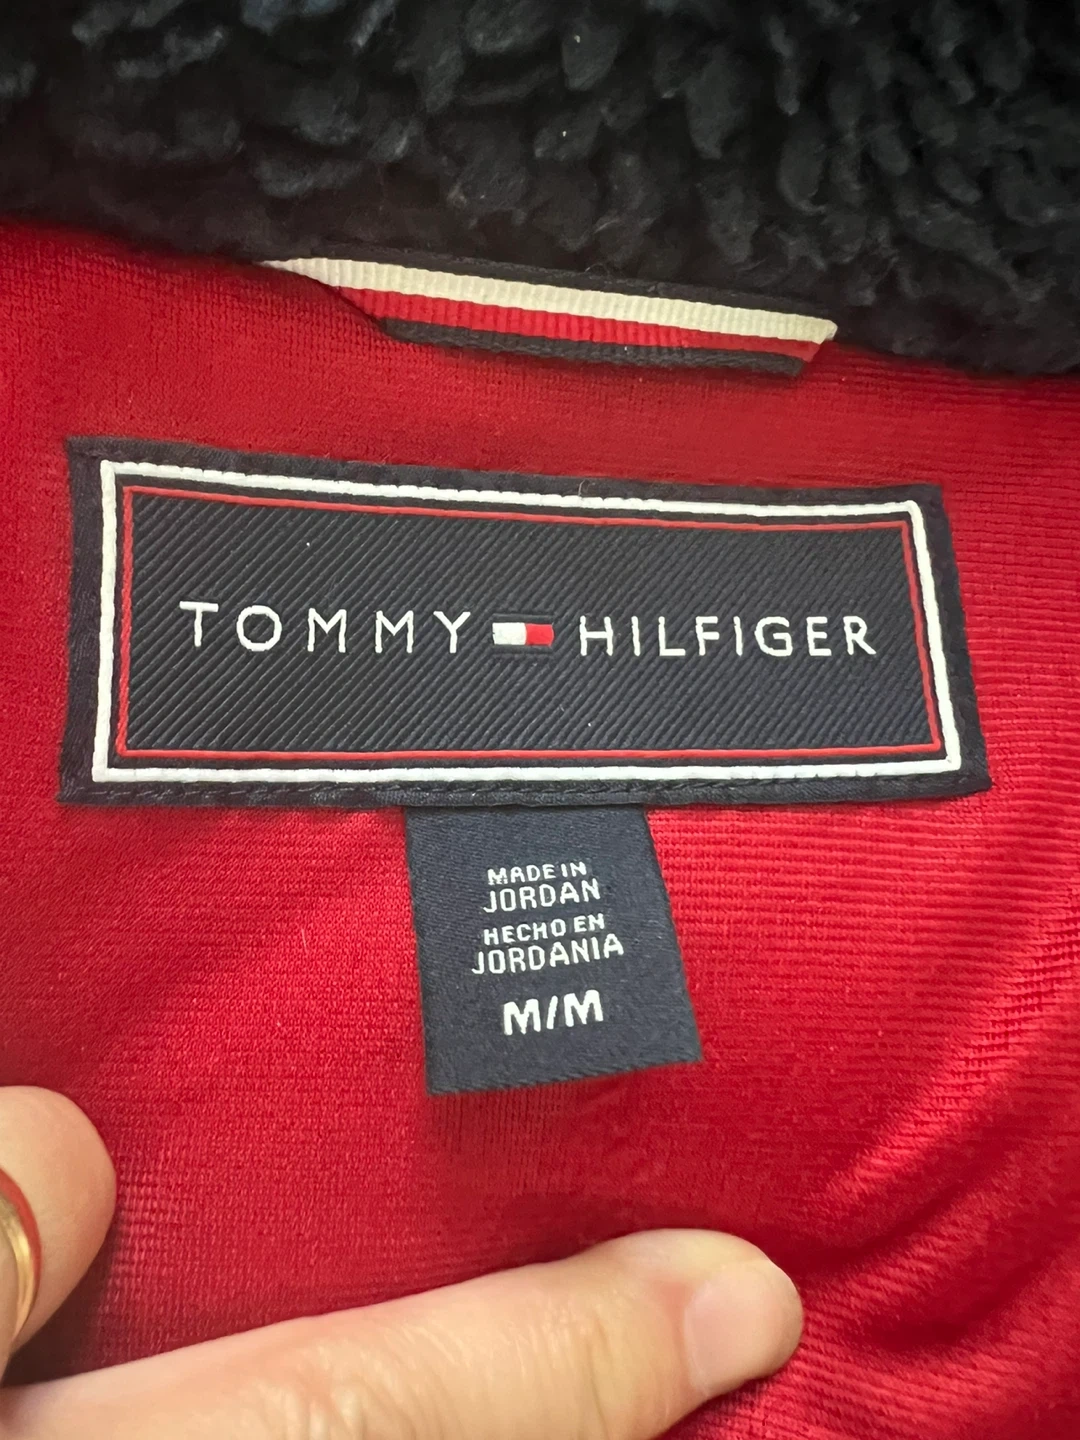 TOMMY HILFIGER
MADE IN
JORDAN
HECHO EN
JORDANIA
M/M